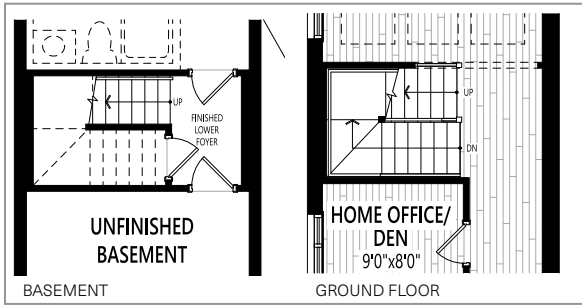 UP
FINISHED
LOWER
FOYER
UNFINISHED
BASEMENT
BASEMENT
UP
DN
HOME OFFICE/
DEN
9'0"x8'0"
GROUND FLOOR